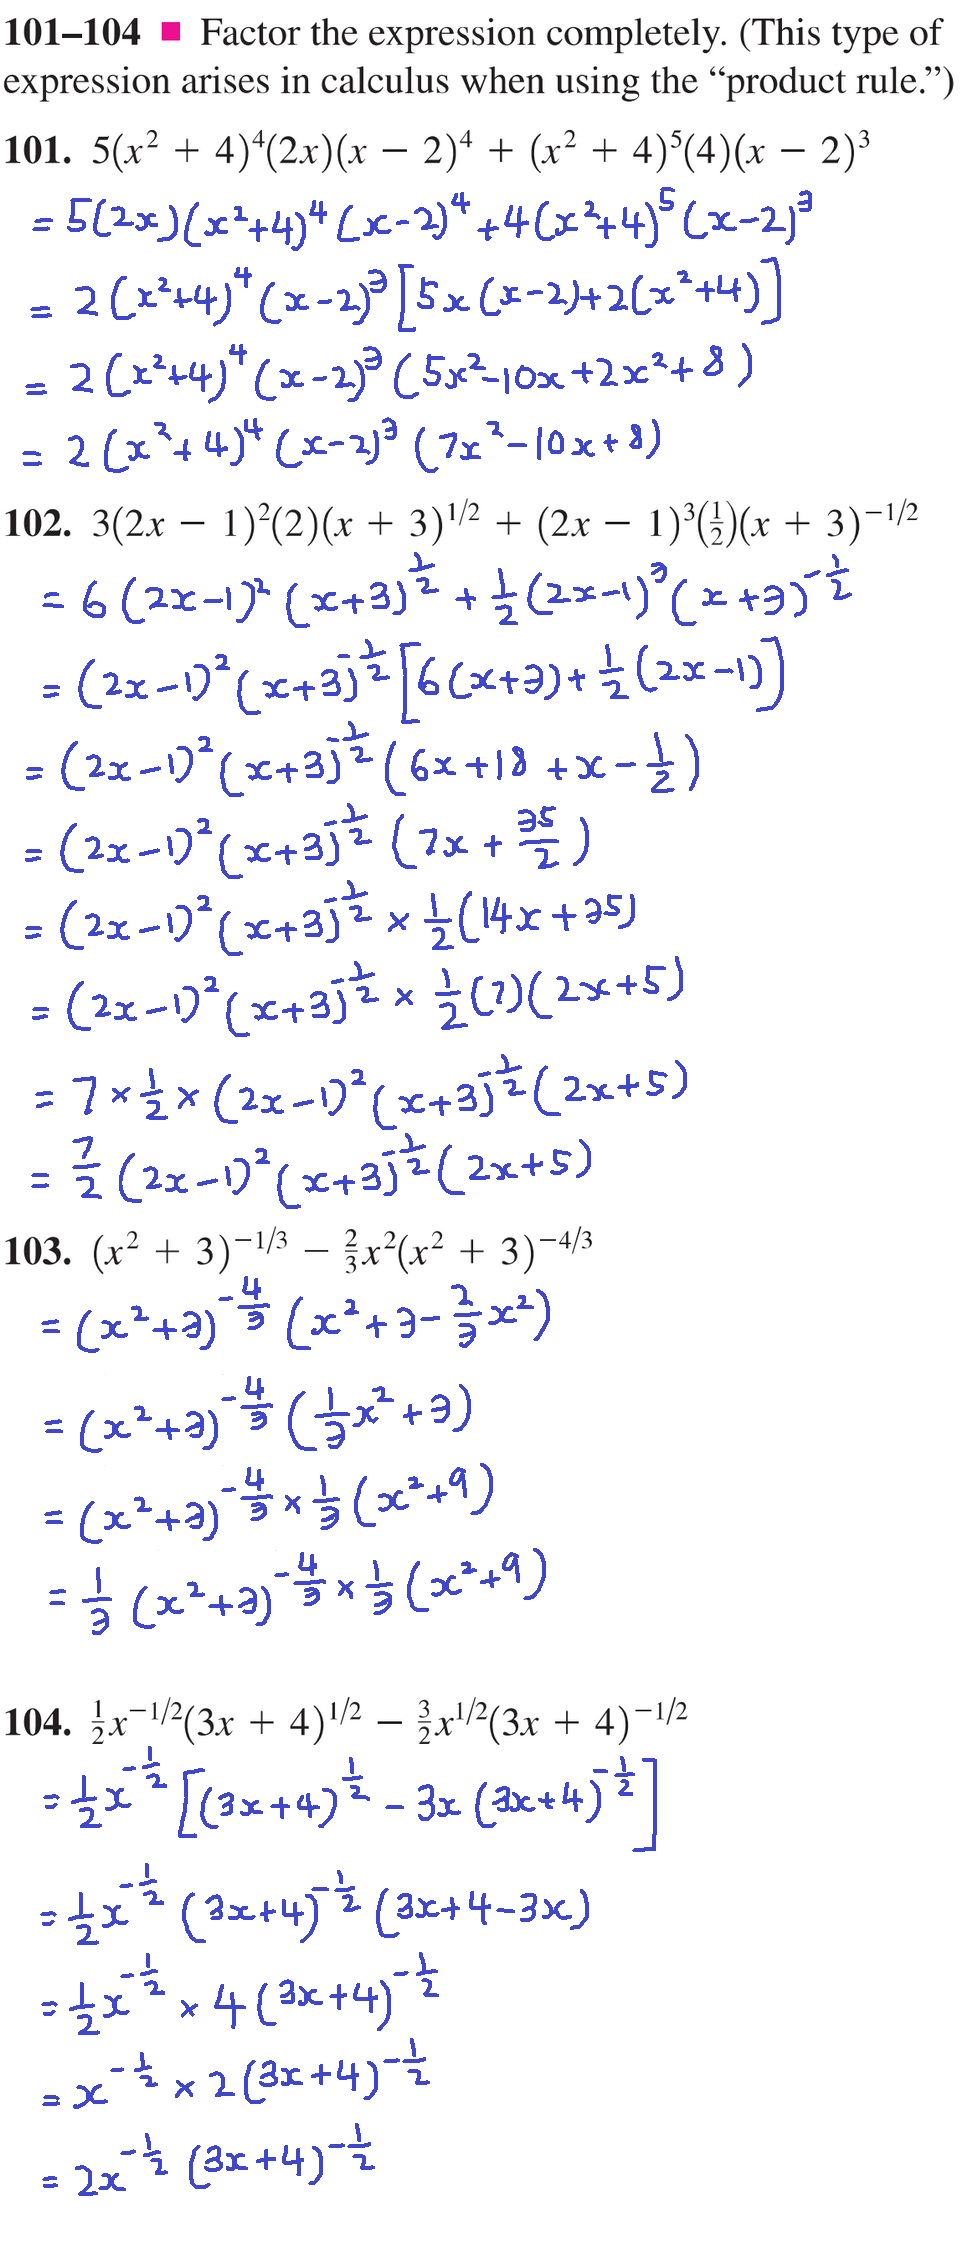 101–104 ■ Factor the expression completely. (This type of
expression arises in calculus when using the “product rule.”)
101. 5(x² + 4)⁴(2x)(x − 2)⁴ + (x² + 4)⁵(4)(x − 2)³
= 5(2x)(x²+4)⁴(x-2)⁴+4(x²+4)⁵(x-2)³
= 2(x²+4)⁴(x-2)³[5x(x-2)+2(x²+4)]
= 2(x²+4)⁴(x-2)³(5x²-10x+2x²+8)
= 2(x²+4)⁴(x-2)³(7x²-10x+8)
102. 3(2x − 1)²(2)(x + 3)^{1/2} + (2x − 1)³(1/2)(x + 3)^{−1/2}
= 6(2x-1)²(x+3)^{1/2} + 1/2(2x-1)³(x+3)^{-1/2}
= (2x-1)²(x+3)^{-1/2}[6(x+3)+1/2(2x-1)]
= (2x-1)²(x+3)^{-1/2}(6x+18+x-1/2)
= (2x-1)²(x+3)^{-1/2}(7x+35/2)
= (2x-1)²(x+3)^{-1/2} × 1/2(14x+35)
= (2x-1)²(x+3)^{-1/2} × 1/2(7)(2x+5)
= 7 × 1/2 × (2x-1)²(x+3)^{-1/2}(2x+5)
= 7/2(2x-1)²(x+3)^{-1/2}(2x+5)
103. (x² + 3)^{−1/3} − 2/3x²(x² + 3)^{−4/3}
= (x²+3)^{-4/3}(x²+3-2/3x²)
= (x²+3)^{-4/3}(1/3x²+3)
= (x²+3)^{-4/3} × 1/3(x²+9)
= 1/3(x²+3)^{-4/3} × 1/3(x²+9)
104. 1/2x^{−1/2}(3x + 4)^{1/2} − 3/2x^{1/2}(3x + 4)^{−1/2}
= 1/2x^{-1/2}[(3x+4)^{1/2} - 3x(3x+4)^{-1/2}]
= 1/2x^{-1/2}(3x+4)^{-1/2}(3x+4-3x)
= 1/2x^{-1/2} × 4(3x+4)^{-1/2}
= x^{-1/2} × 2(3x+4)^{-1/2}
= 2x^{-1/2}(3x+4)^{-1/2}